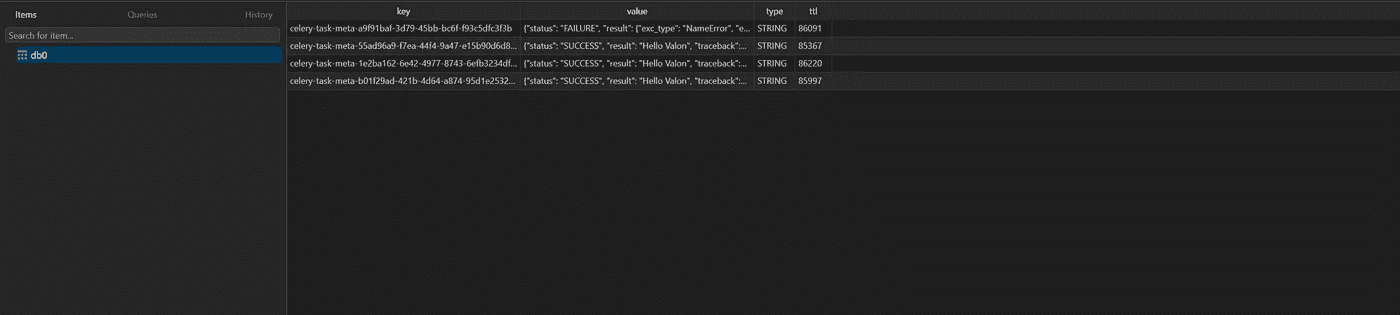 Items Queries History
Search for item...
db0
key value type ttl
celery-task-meta-a9f91baf-3d79-45bb-bc6f-f93c5dfc3f3b {"status": "FAILURE", "result": {"exc_type": "NameError", "e... STRING 86091
celery-task-meta-55ad96a9-f7ea-44f4-9a47-e15b90d6d8... {"status": "SUCCESS", "result": "Hello Valon", "traceback":... STRING 85367
celery-task-meta-1e2ba162-6e42-4977-8743-6efb3234df... {"status": "SUCCESS", "result": "Hello Valon", "traceback":... STRING 86220
celery-task-meta-b01f29ad-421b-4d64-a874-95d1e2532... {"status": "SUCCESS", "result": "Hello Valon", "traceback":... STRING 85997